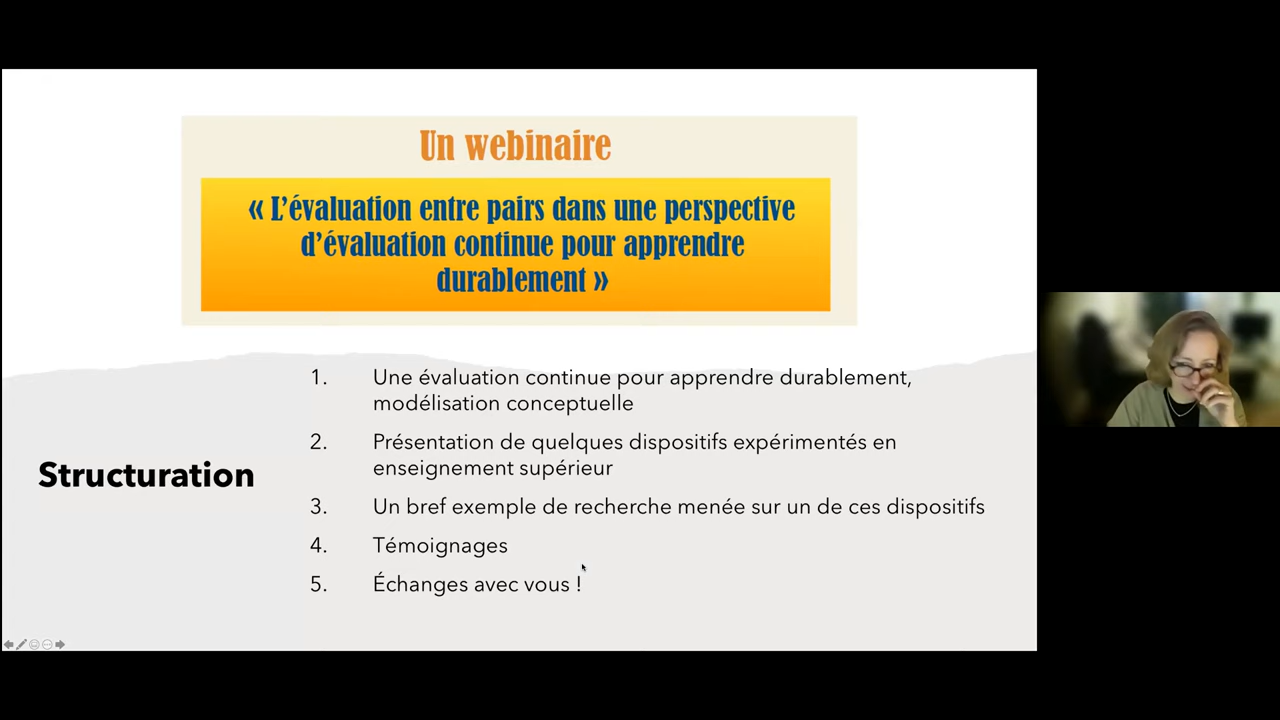 Un webinaire
« L’évaluation entre pairs dans une perspective
d’évaluation continue pour apprendre
durablement »
Structuration
1. Une évaluation continue pour apprendre durablement,
modélisation conceptuelle
2. Présentation de quelques dispositifs expérimentés en
enseignement supérieur
3. Un bref exemple de recherche menée sur un de ces dispositifs
4. Témoignages
5. Échanges avec vous !